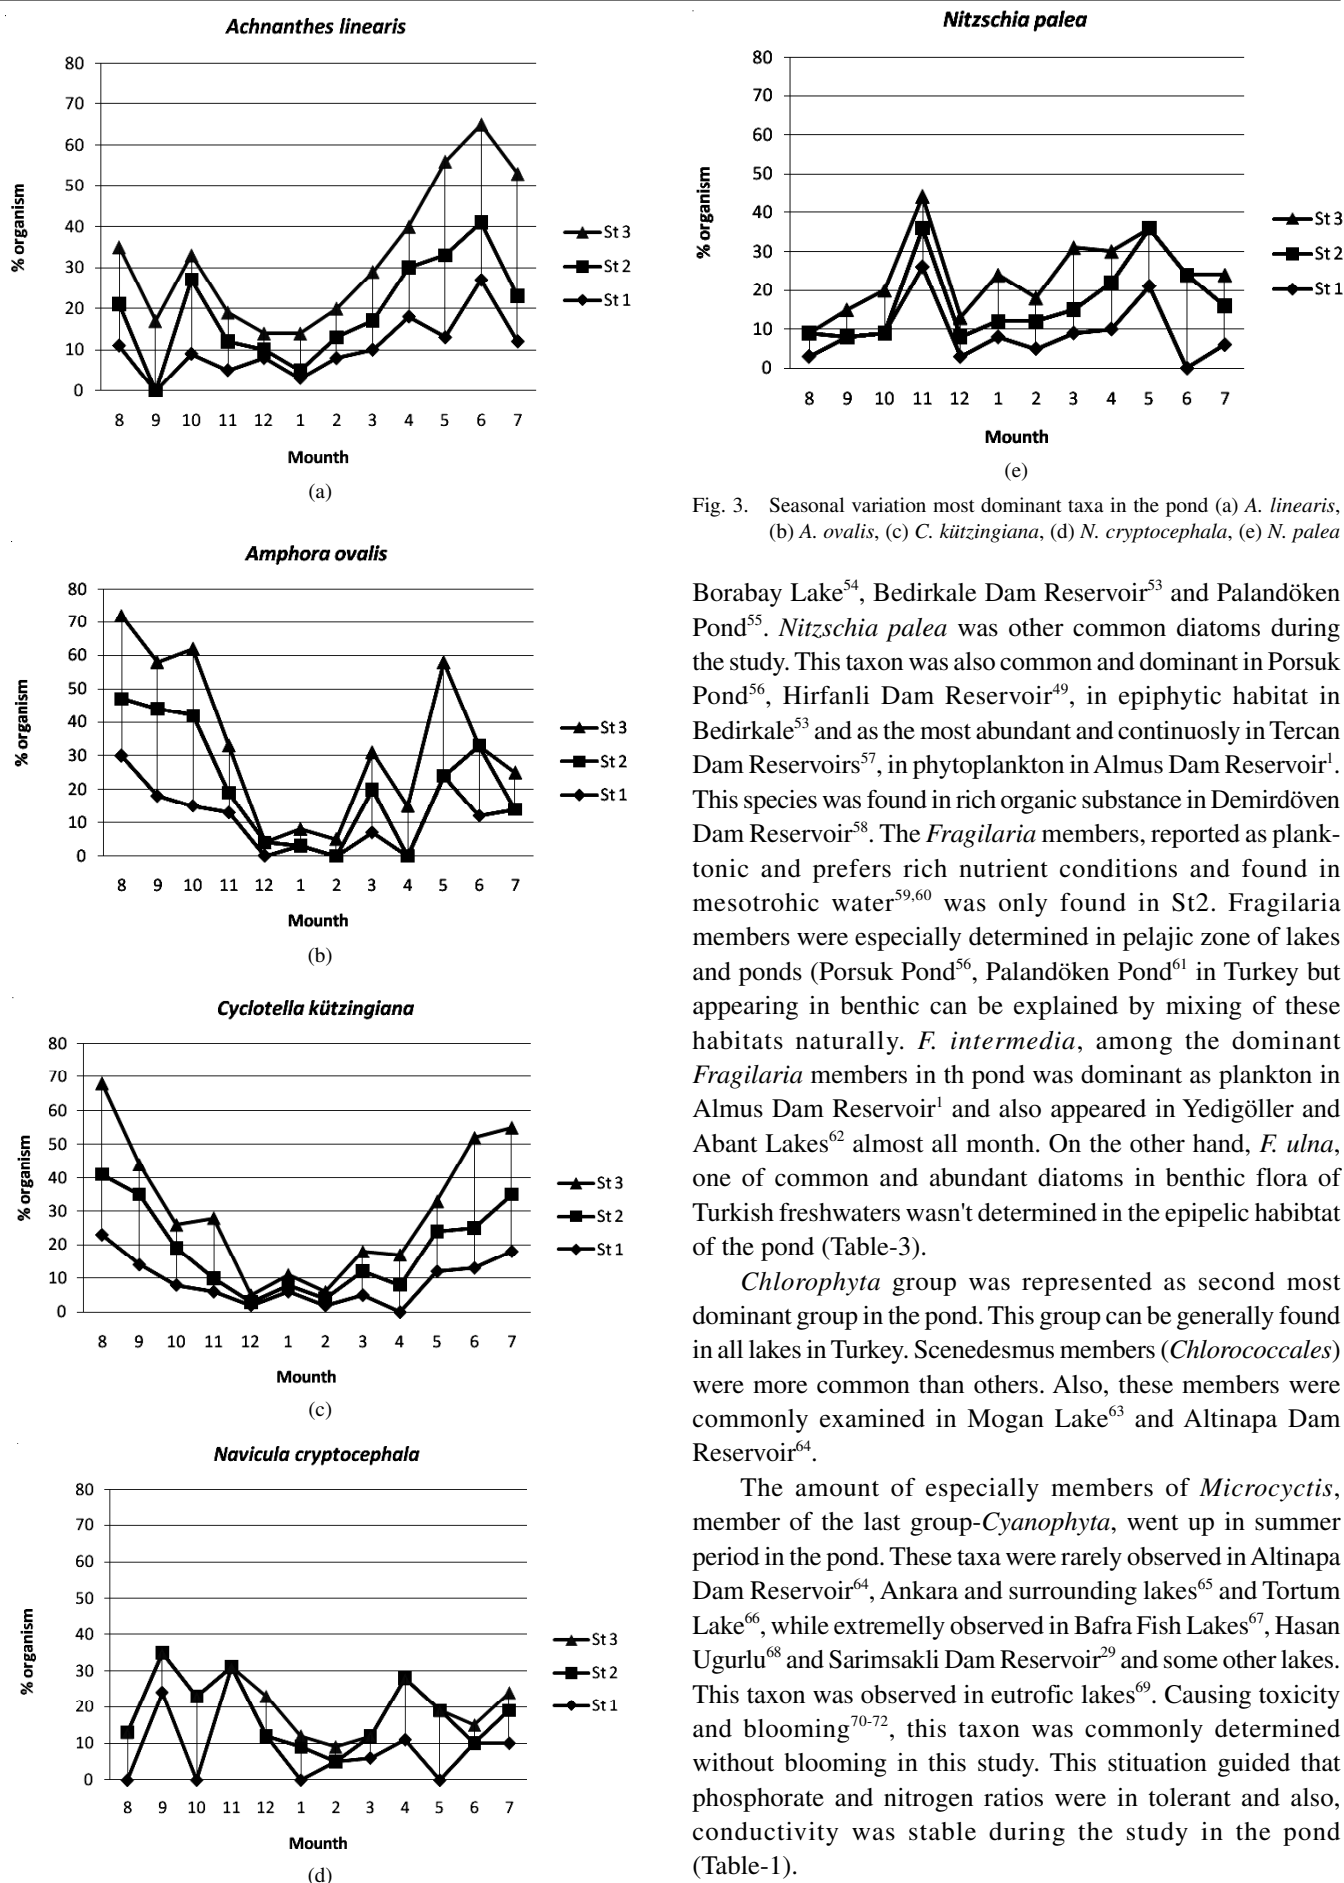 Achnanthes linearis
80
70
60
50
40
30
20
10
0
% organism
St 3
St 2
St 1
8 9 10 11 12 1 2 3 4 5 6 7
Mounth
(a)
Amphora ovalis
80
70
60
50
40
30
20
10
0
% organism
St 3
St 2
St 1
8 9 10 11 12 1 2 3 4 5 6 7
Mounth
(b)
Cyclotella kützingiana
80
70
60
50
40
30
20
10
0
% organism
St 3
St 2
St 1
8 9 10 11 12 1 2 3 4 5 6 7
Mounth
(c)
Navicula cryptocephala
80
70
60
50
40
30
20
10
0
% organism
St 3
St 2
St 1
8 9 10 11 12 1 2 3 4 5 6 7
Mounth
(d)
Nitzschia palea
80
70
60
50
40
30
20
10
0
% organism
St 3
St 2
St 1
8 9 10 11 12 1 2 3 4 5 6 7
Mounth
(e)
Fig. 3. Seasonal variation most dominant taxa in the pond (a) A. linearis,
(b) A. ovalis, (c) C. kützingiana, (d) N. cryptocephala, (e) N. palea
Borabay Lake54, Bedirkale Dam Reservoir53 and Palandöken
Pond55. Nitzschia palea was other common diatoms during
the study. This taxon was also common and dominant in Porsuk
Pond56, Hirfanli Dam Reservoir49, in epiphytic habitat in
Bedirkale53 and as the most abundant and continuosly in Tercan
Dam Reservoirs57, in phytoplankton in Almus Dam Reservoir1.
This species was found in rich organic substance in Demirdöven
Dam Reservoir58. The Fragilaria members, reported as plank-
tonic and prefers rich nutrient conditions and found in
mesotrohic water59,60 was only found in St2. Fragilaria
members were especially determined in pelajic zone of lakes
and ponds (Porsuk Pond56, Palandöken Pond61 in Turkey but
appearing in benthic can be explained by mixing of these
habitats naturally. F. intermedia, among the dominant
Fragilaria members in th pond was dominant as plankton in
Almus Dam Reservoir1 and also appeared in Yedigöller and
Abant Lakes62 almost all month. On the other hand, F. ulna,
one of common and abundant diatoms in benthic flora of
Turkish freshwaters wasn't determined in the epipelic habibtat
of the pond (Table-3).
Chlorophyta group was represented as second most
dominant group in the pond. This group can be generally found
in all lakes in Turkey. Scenedesmus members (Chlorococcales)
were more common than others. Also, these members were
commonly examined in Mogan Lake63 and Altinapa Dam
Reservoir64.
The amount of especially members of Microcyctis,
member of the last group-Cyanophyta, went up in summer
period in the pond. These taxa were rarely observed in Altinapa
Dam Reservoir64, Ankara and surrounding lakes65 and Tortum
Lake66, while extremelly observed in Bafra Fish Lakes67, Hasan
Ugurlu68 and Sarimsakli Dam Reservoir29 and some other lakes.
This taxon was observed in eutrofic lakes69. Causing toxicity
and blooming70-72, this taxon was commonly determined
without blooming in this study. This stituation guided that
phosphorate and nitrogen ratios were in tolerant and also,
conductivity was stable during the study in the pond
(Table-1).